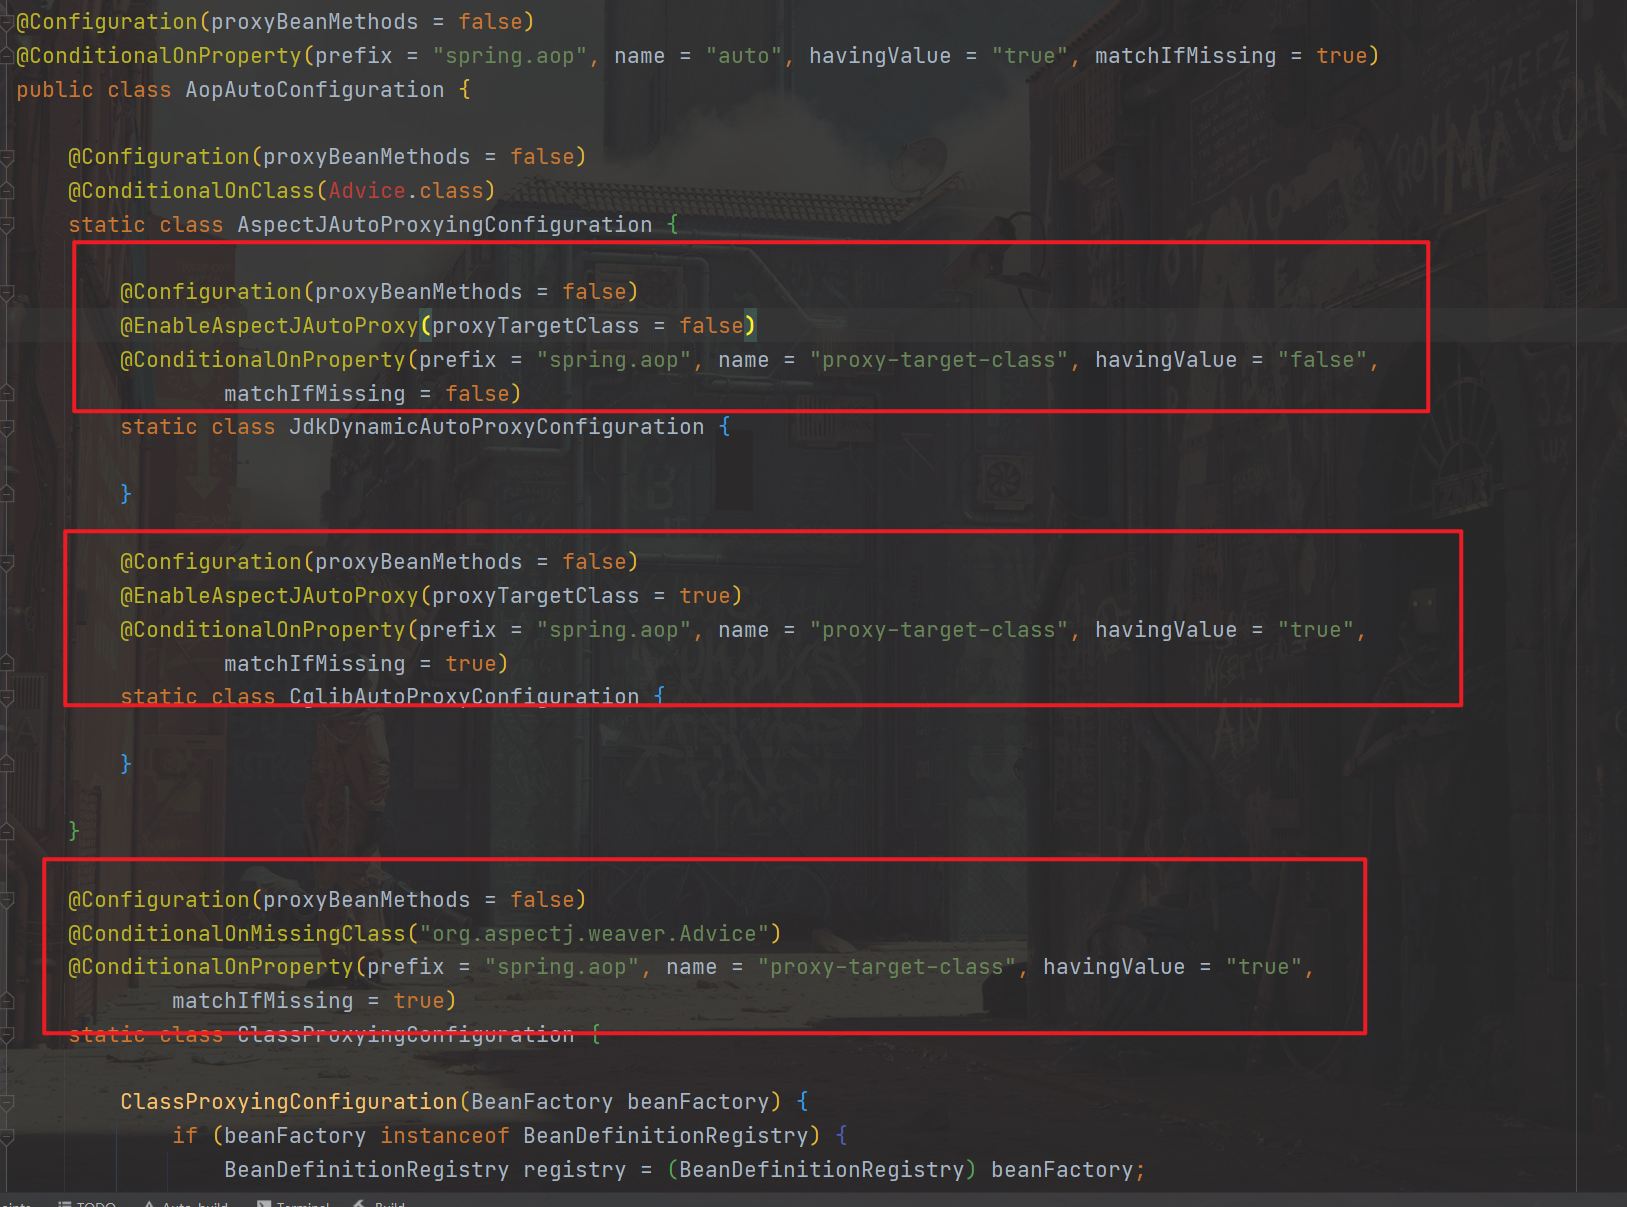 @Configuration(proxyBeanMethods = false)
@ConditionalOnProperty(prefix = "spring.aop", name = "auto", havingValue = "true", matchIfMissing = true)
public class AopAutoConfiguration {
@Configuration(proxyBeanMethods = false)
@ConditionalOnClass(Advice.class)
static class AspectJAutoProxyingConfiguration {
@Configuration(proxyBeanMethods = false)
@EnableAspectJAutoProxy(proxyTargetClass = false)
@ConditionalOnProperty(prefix = "spring.aop", name = "proxy-target-class", havingValue = "false",
matchIfMissing = false)
static class JdkDynamicAutoProxyConfiguration {
}
@Configuration(proxyBeanMethods = false)
@EnableAspectJAutoProxy(proxyTargetClass = true)
@ConditionalOnProperty(prefix = "spring.aop", name = "proxy-target-class", havingValue = "true",
matchIfMissing = true)
static class CglibAutoProxyConfiguration {
}
}
@Configuration(proxyBeanMethods = false)
@ConditionalOnMissingClass("org.aspectj.weaver.Advice")
@ConditionalOnProperty(prefix = "spring.aop", name = "proxy-target-class", havingValue = "true",
matchIfMissing = true)
static class ClassProxyingConfiguration {
ClassProxyingConfiguration(BeanFactory beanFactory) {
if (beanFactory instanceof BeanDefinitionRegistry) {
BeanDefinitionRegistry registry = (BeanDefinitionRegistry) beanFactory;
TODO Auto-build Terminal Build